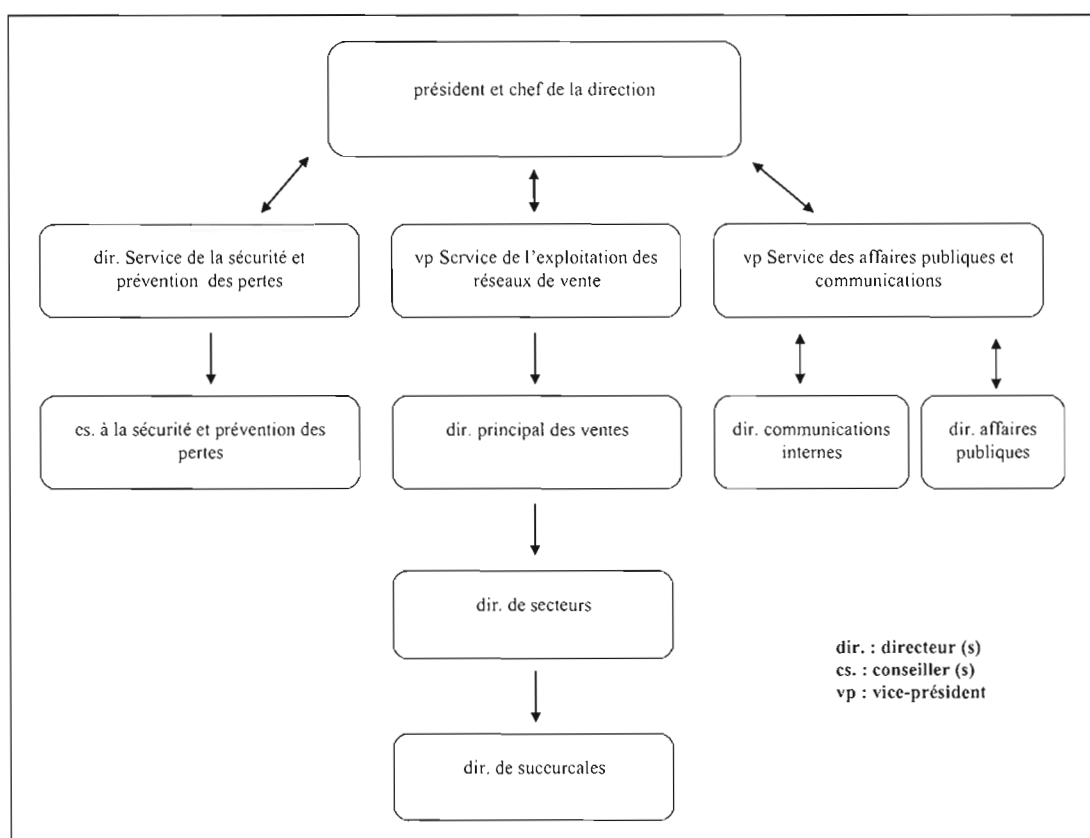 président et chef de la direction
dir. Service de la sécurité et
prévention des pertes
vp Service de l'exploitation des
réseaux de vente
vp Service des affaires publiques et
communications
cs. à la sécurité et prévention des
pertes
dir. principal des ventes
dir. communications
internes
dir. affaires
publiques
dir. de secteurs
dir. : directeur (s)
cs. : conseiller (s)
vp : vice-président
dir. de succurcales